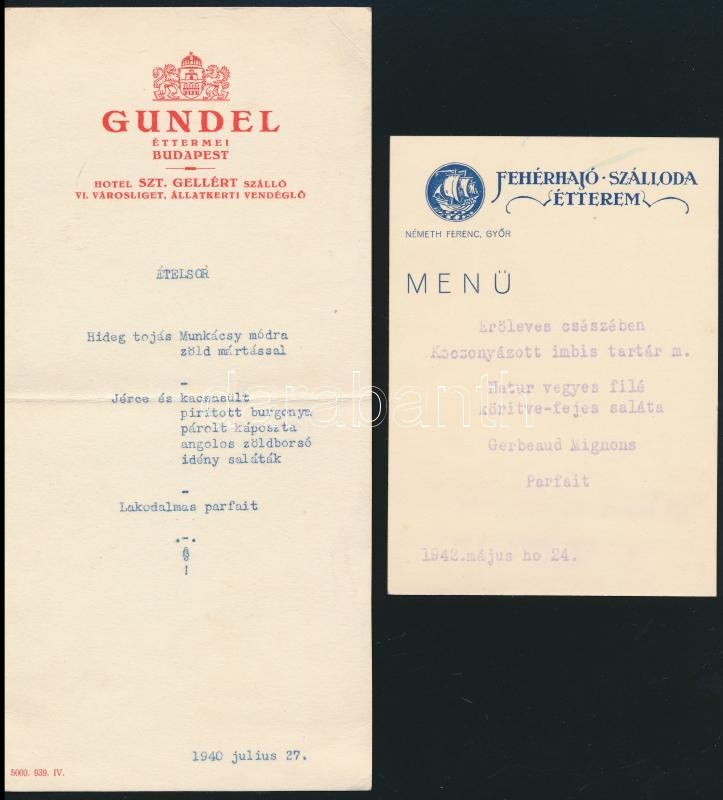 GUNDEL
ÉTTERMEI
BUDAPEST
HOTEL SZT. GELLÉRT SZÁLLÓ
VI. VÁROSLIGET, ÁLLATKERTI VENDÉGLŐ
ÉTELSOR
Hideg tojás Munkácsy módra
zöld mártással
-
Jérce és kacsasült
pirított burgonya
párolt káposzta
angolos zöldborsó
idény saláták
-
Lakodalmas parfait
1940 julius 27.
5000. 939. IV.
FEHÉRHAJÓ-SZÁLLODA
ÉTTEREM
NÉMETH FERENC, GYŐR
MENÜ
Erőleves csészében
Kocsonyázott imbis tartár m.
Natur vegyes filé
köritve-fejes saláta
Gerbeaud Mignons
Parfait
1942.május ho 24.
darabanth